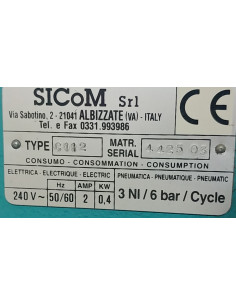 SICoM Srl
Via Sabotino, 2 - 21041 ALBIZZATE (VA) - ITALY
Tel. e Fax 0331.993986
CE
TYPE C112 MATR. SERIAL
CONSUMO - CONSOMMATION - CONSUMPTION
ELETTRICA - ELECTRIQUE - ELECTRIC
PNEUMATICA - PNEUMATIQUE - PNEUMATIC
Hz AMP KW
240 V~ 50/60 2 0,4
3 Nl / 6 bar / Cycle